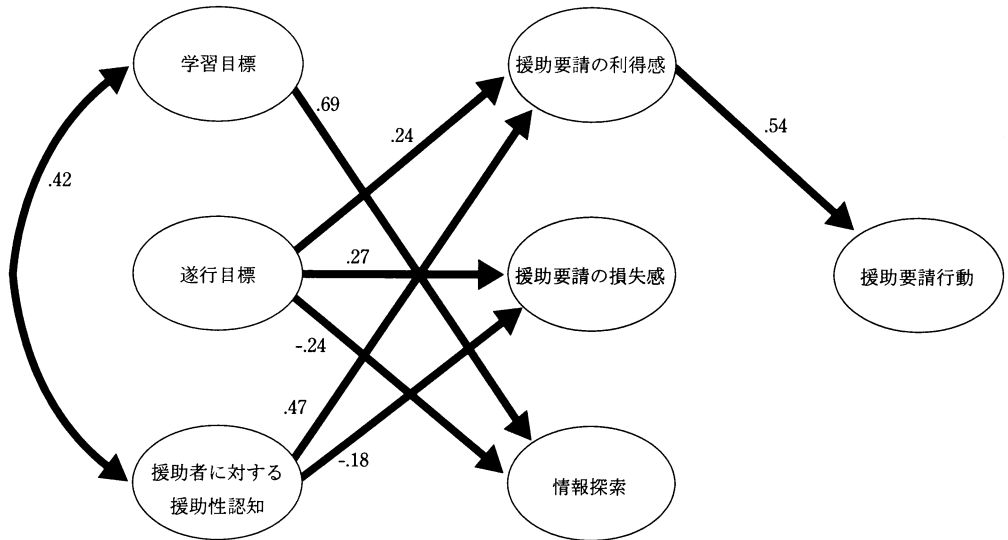 学習目標
援助要請の利得感
.69
.24
.54
.42
遂行目標
.27
援助要請の損失感
援助要請行動
-.24
.47
-.18
援助者に対する
援助性認知
情報探索